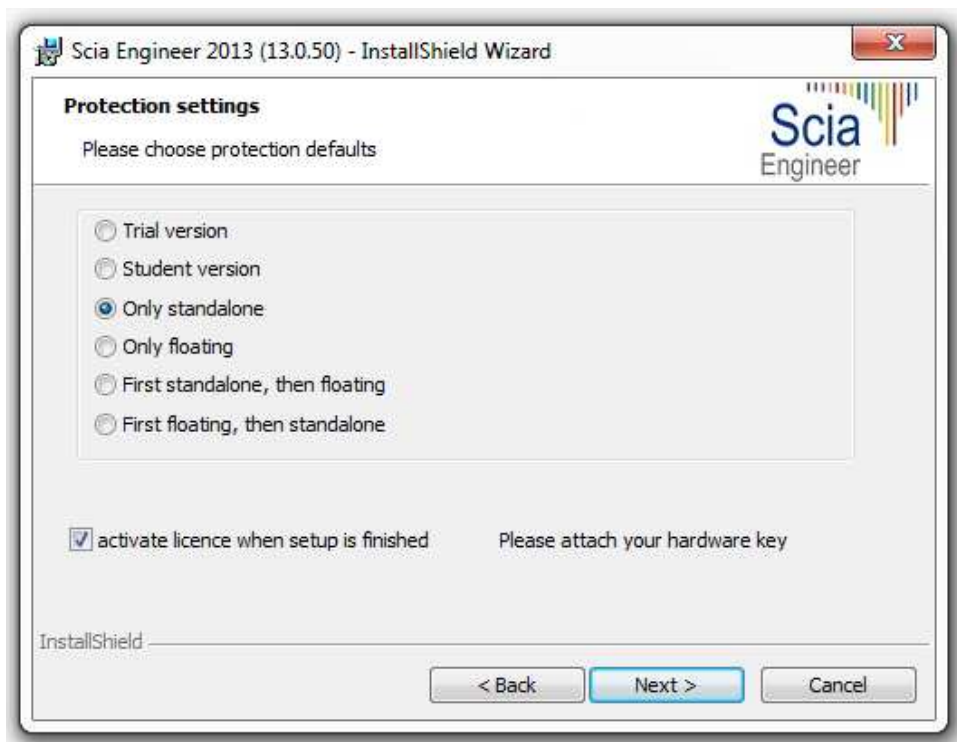 Scia Engineer 2013 (13.0.50) - InstallShield Wizard
Protection settings
Please choose protection defaults
Scia
Engineer
Trial version
Student version
Only standalone
Only floating
First standalone, then floating
First floating, then standalone
activate licence when setup is finished Please attach your hardware key
InstallShield
< Back Next > Cancel